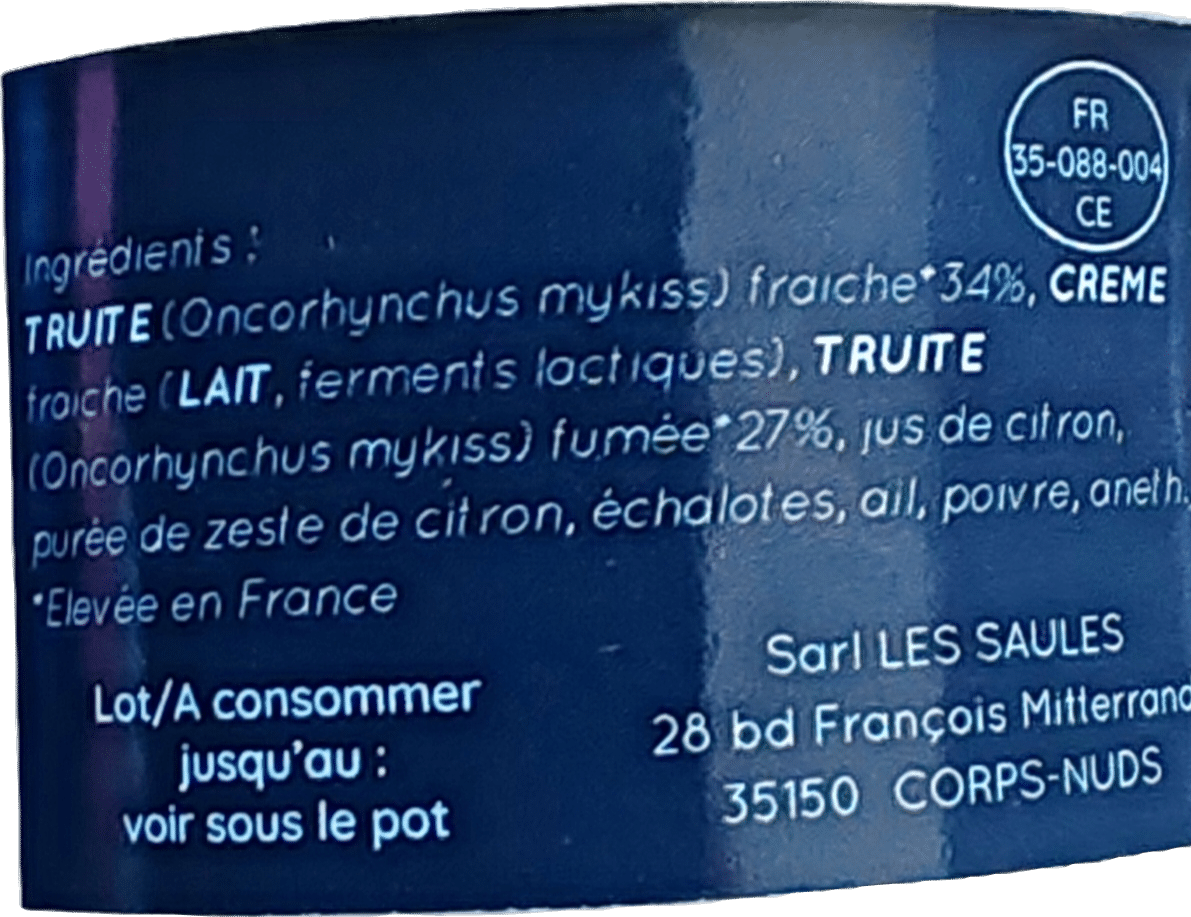 FR
35-088-004
CE
Ingrédients :
TRUITE (Oncorhynchus mykiss) fraiche*34%, CREME
fraiche (LAIT, ferments lactiques), TRUITE
(Oncorhynchus mykiss) fumée*27%, jus de citron,
purée de zeste de citron, échalotes, ail, poivre, aneth.
*Elevée en France
Lot/A consommer
jusqu'au :
voir sous le pot
Sarl LES SAULES
28 bd François Mitterrand
35150 CORPS-NUDS